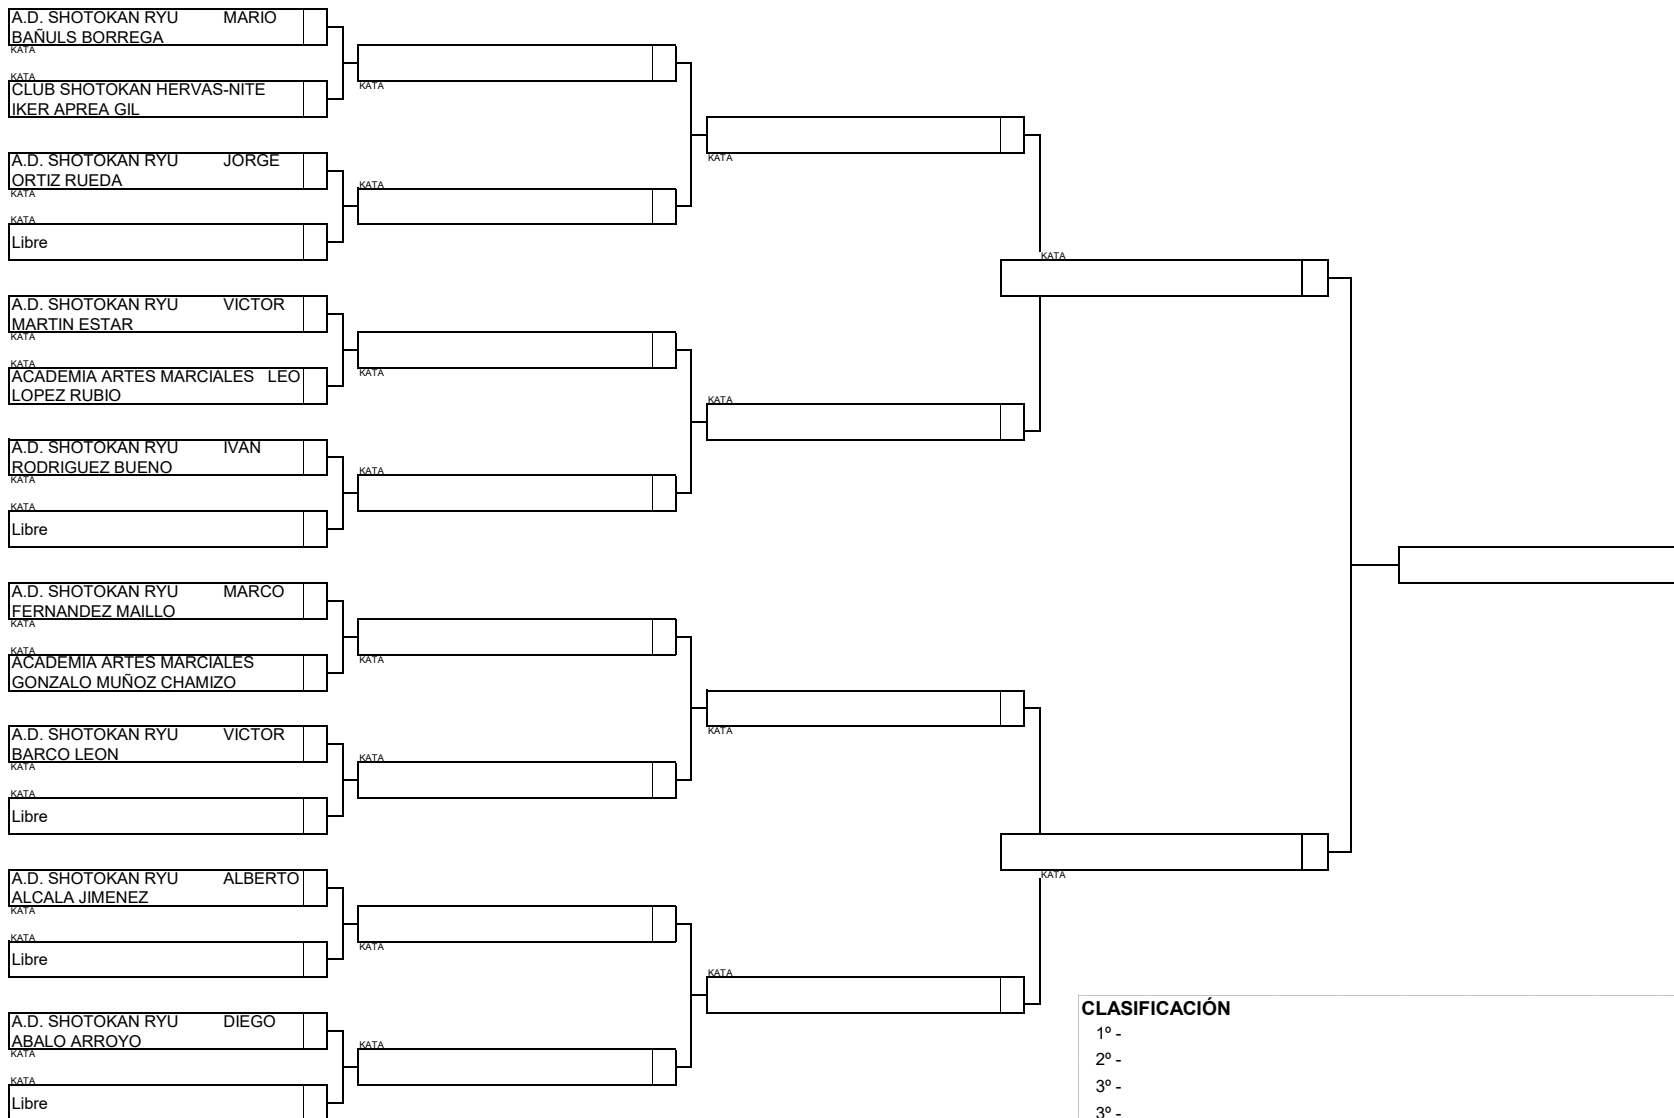 A.D. SHOTOKAN RYU MARIO
BAÑULS BORREGA
KATA
KATA
CLUB SHOTOKAN HERVAS-NITE
IKER APREA GIL
A.D. SHOTOKAN RYU JORGE
ORTIZ RUEDA
KATA
KATA
Libre
A.D. SHOTOKAN RYU VICTOR
MARTIN ESTAR
KATA
KATA
ACADEMIA ARTES MARCIALES LEO
LOPEZ RUBIO
A.D. SHOTOKAN RYU IVAN
RODRIGUEZ BUENO
KATA
KATA
Libre
A.D. SHOTOKAN RYU MARCO
FERNANDEZ MAILLO
KATA
KATA
ACADEMIA ARTES MARCIALES
GONZALO MUÑOZ CHAMIZO
A.D. SHOTOKAN RYU VICTOR
BARCO LEON
KATA
KATA
Libre
A.D. SHOTOKAN RYU ALBERTO
ALCALA JIMENEZ
KATA
KATA
Libre
A.D. SHOTOKAN RYU DIEGO
ABALO ARROYO
KATA
KATA
Libre
KATA
KATA
KATA
KATA
KATA
KATA
KATA
KATA
KATA
KATA
KATA
KATA
KATA
KATA
CLASIFICACIÓN
1º -
2º -
3º -
3º -